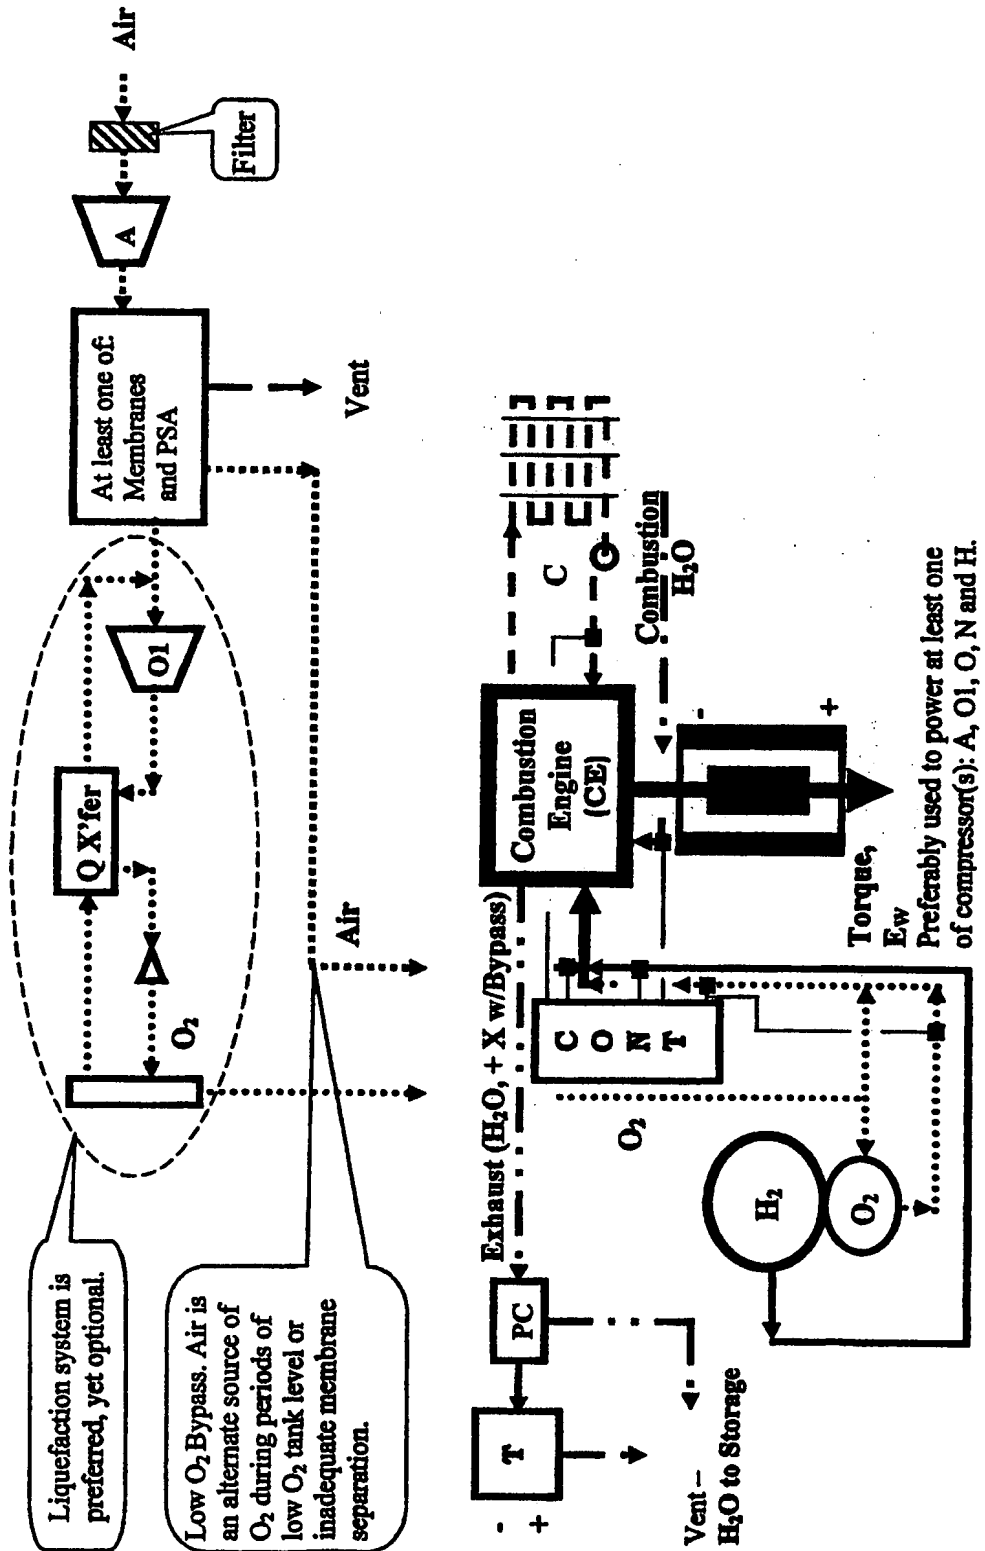 Liquefaction system is
preferred, yet optional.
Q X'fer
O1
O₂
At least one of:
Membranes
and PSA
A
Filter
Air
Vent
Low O₂ Bypass. Air is
an alternate source of
O₂ during periods of
low O₂ tank level or
inadequate membrane
separation.
Air
Exhaust (H₂O, + X w/Bypass)
T
-
+
PC
Vent –
H₂O to Storage
O₂
C
O
N
T
H₂
O₂
Combustion
Engine
(CE)
C
Combustion
H₂O
-
+
Torque,
Ew
Preferably used to power at least one
of compressor(s): A, O1, O, N and H.